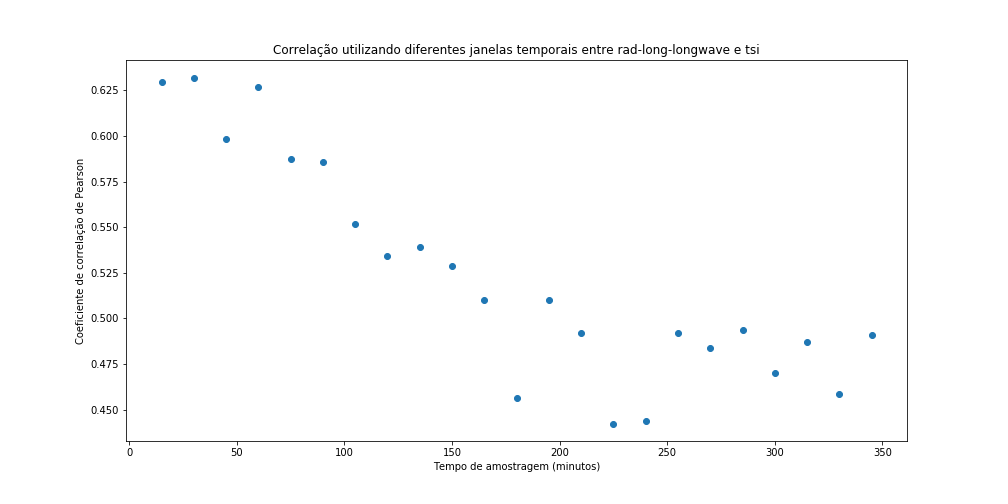 Correlação utilizando diferentes janelas temporais entre rad-long-longwave e tsi
Coeficiente de correlação de Pearson
0.625
0.600
0.575
0.550
0.525
0.500
0.475
0.450
0 50 100 150 200 250 300 350
Tempo de amostragem (minutos)